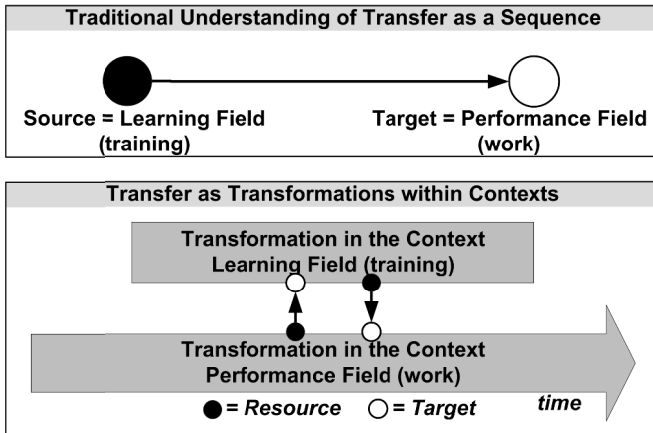 Traditional Understanding of Transfer as a Sequence
Source = Learning Field
(training)
Target = Performance Field
(work)
Transfer as Transformations within Contexts
Transformation in the Context
Learning Field (training)
Transformation in the Context
Performance Field (work)
= Resource = Target
time